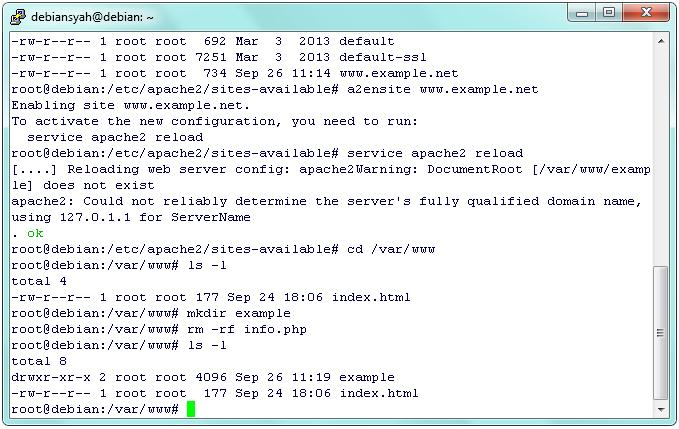 debiansyah@debian: ~
-rw-r--r-- 1 root root  692 Mar  3  2013 default
-rw-r--r-- 1 root root 7251 Mar  3  2013 default-ssl
-rw-r--r-- 1 root root  734 Sep 26 11:14 www.example.net
root@debian:/etc/apache2/sites-available# a2ensite www.example.net
Enabling site www.example.net.
To activate the new configuration, you need to run:
  service apache2 reload
root@debian:/etc/apache2/sites-available# service apache2 reload
[....] Reloading web server config: apache2Warning: DocumentRoot [/var/www/examp
le] does not exist
apache2: Could not reliably determine the server's fully qualified domain name,
using 127.0.1.1 for ServerName
. ok
root@debian:/etc/apache2/sites-available# cd /var/www
root@debian:/var/www# ls -l
total 4
-rw-r--r-- 1 root root 177 Sep 24 18:06 index.html
root@debian:/var/www# mkdir example
root@debian:/var/www# rm -rf info.php
root@debian:/var/www# ls -l
total 8
drwxr-xr-x 2 root root 4096 Sep 26 11:19 example
-rw-r--r-- 1 root root  177 Sep 24 18:06 index.html
root@debian:/var/www#